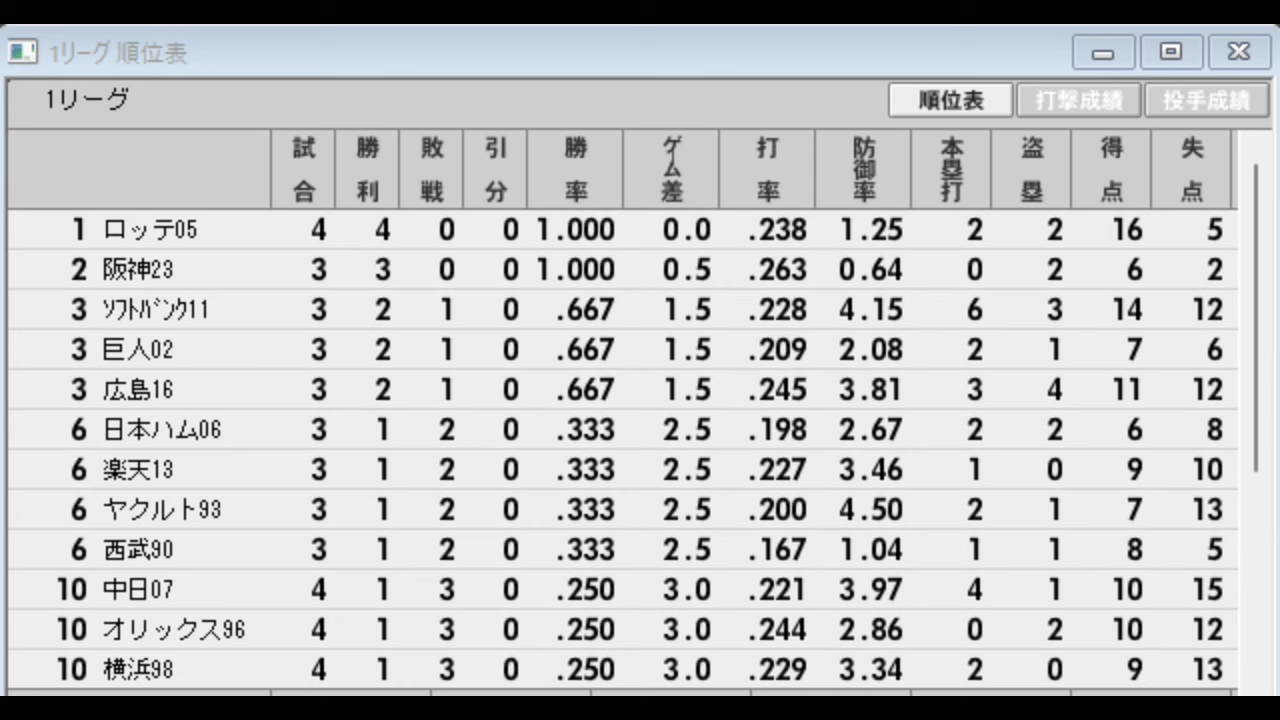 1リーグ 順位表
1リーグ 順位表 打撃成績 投手成績
試合 勝利 敗戦 引分 勝率 ゲーム差 打率 防御率 本塁打 盗塁 得点 失点
1 ロッテ05 4 4 0 0 1.000 0.0 .238 1.25 2 2 16 5
2 阪神23 3 3 0 0 1.000 0.5 .263 0.64 0 2 6 2
3 ソフトバンク11 3 2 1 0 .667 1.5 .228 4.15 6 3 14 12
3 巨人02 3 2 1 0 .667 1.5 .209 2.08 2 1 7 6
3 広島16 3 2 1 0 .667 1.5 .245 3.81 3 4 11 12
6 日本ハム06 3 1 2 0 .333 2.5 .198 2.67 2 2 6 8
6 楽天13 3 1 2 0 .333 2.5 .227 3.46 1 0 9 10
6 ヤクルト93 3 1 2 0 .333 2.5 .200 4.50 2 1 7 13
6 西武90 3 1 2 0 .333 2.5 .167 1.04 1 1 8 5
10 中日07 4 1 3 0 .250 3.0 .221 3.97 4 1 10 15
10 オリックス96 4 1 3 0 .250 3.0 .244 2.86 0 2 10 12
10 横浜98 4 1 3 0 .250 3.0 .229 3.34 2 0 9 13